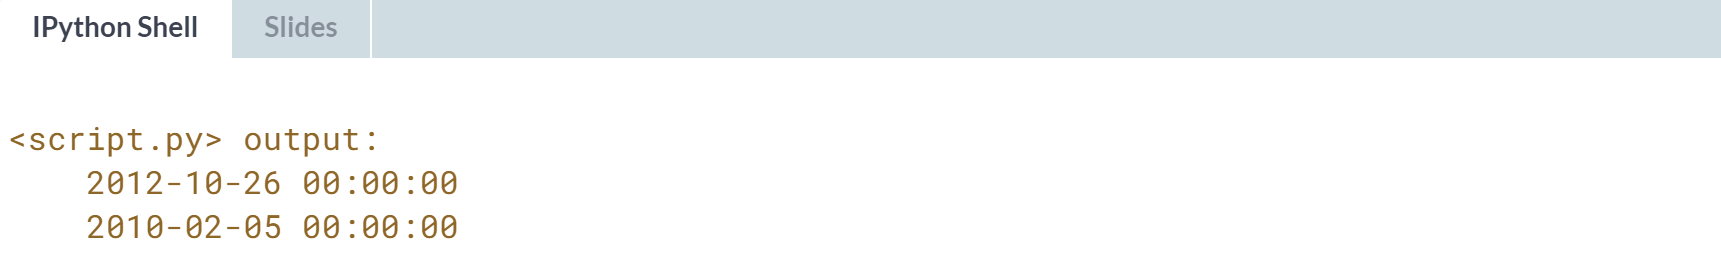 IPython Shell Slides
<script.py> output:
2012-10-26 00:00:00
2010-02-05 00:00:00